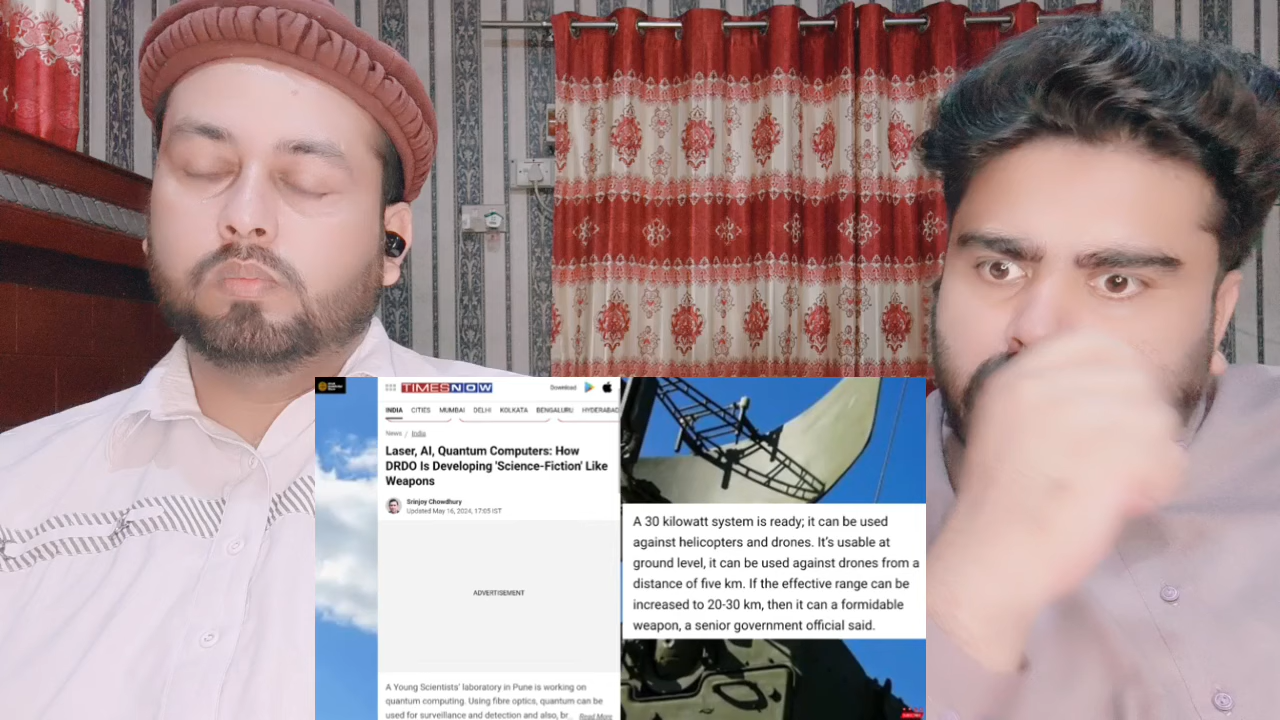 TIMES NOW
Download
INDIA CITIES MUMBAI DELHI KOLKATA BENGALURU HYDERABAD
News / India
Laser, AI, Quantum Computers: How
DRDO Is Developing 'Science-Fiction' Like
Weapons
Srinjoy Chowdhury
Updated May 16, 2024, 17:05 IST
ADVERTISEMENT
A Young Scientists' laboratory in Pune is working on
quantum computing. Using fibre optics, quantum can be
used for surveillance and detection and also, br... Read More
A 30 kilowatt system is ready; it can be used
against helicopters and drones. It's usable at
ground level, it can be used against drones from a
distance of five km. If the effective range can be
increased to 20-30 km, then it can a formidable
weapon, a senior government official said.
SUBSCRIBE